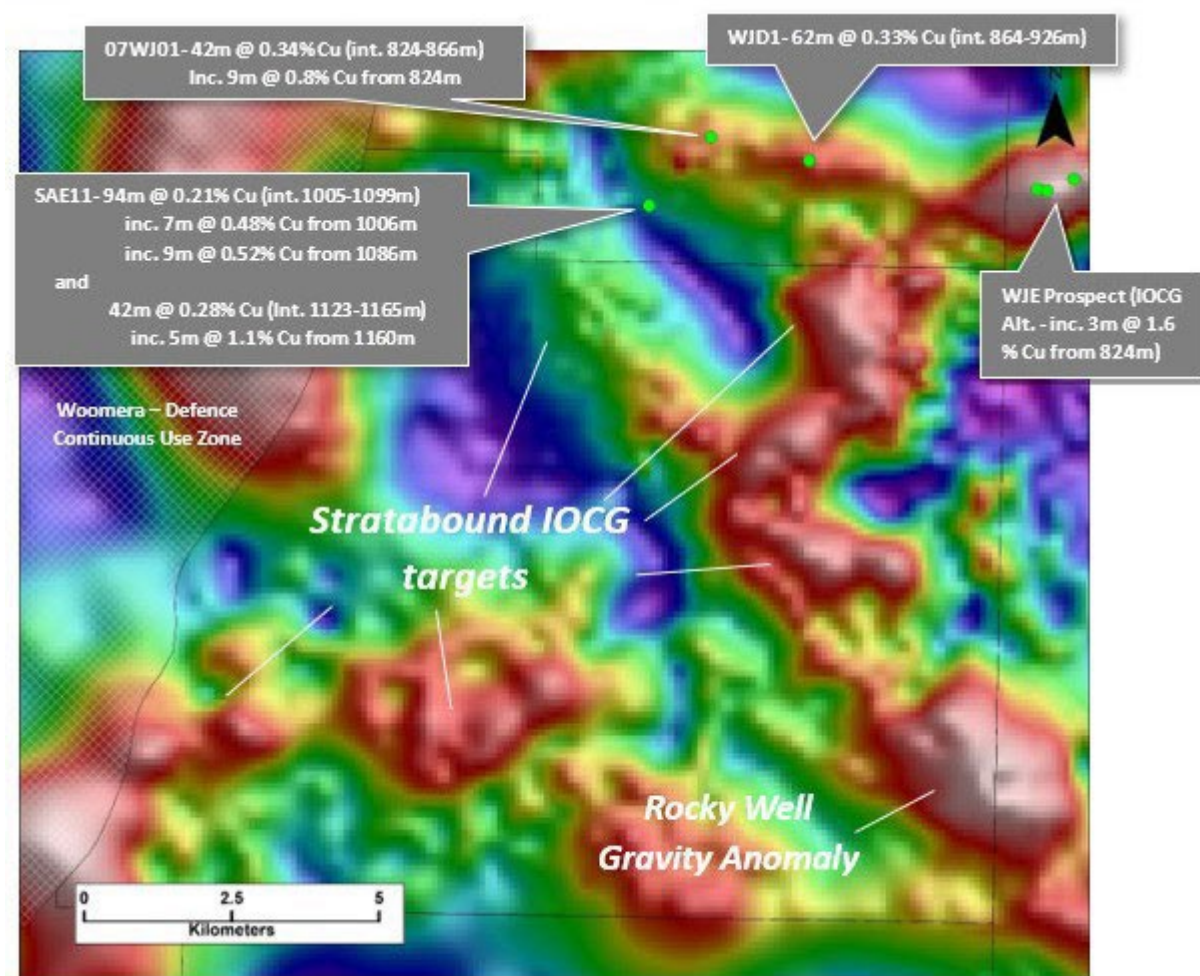 07WJ01- 42m @ 0.34% Cu (int. 824-866m)
Inc. 9m @ 0.8% Cu from 824m
WJD1- 62m @ 0.33% Cu (int. 864-926m)
SAE11- 94m @ 0.21% Cu (int. 1005-1099m)
inc. 7m @ 0.48% Cu from 1006m
inc. 9m @ 0.52% Cu from 1086m
and
42m @ 0.28% Cu (Int. 1123-1165m)
inc. 5m @ 1.1% Cu from 1160m
WJE Prospect (IOCG
Alt. - inc. 3m @ 1.6
% Cu from 824m)
Woomera – Defence
Continuous Use Zone
Stratabound IOCG
targets
Rocky Well
Gravity Anomaly
0 2.5 5
Kilometers